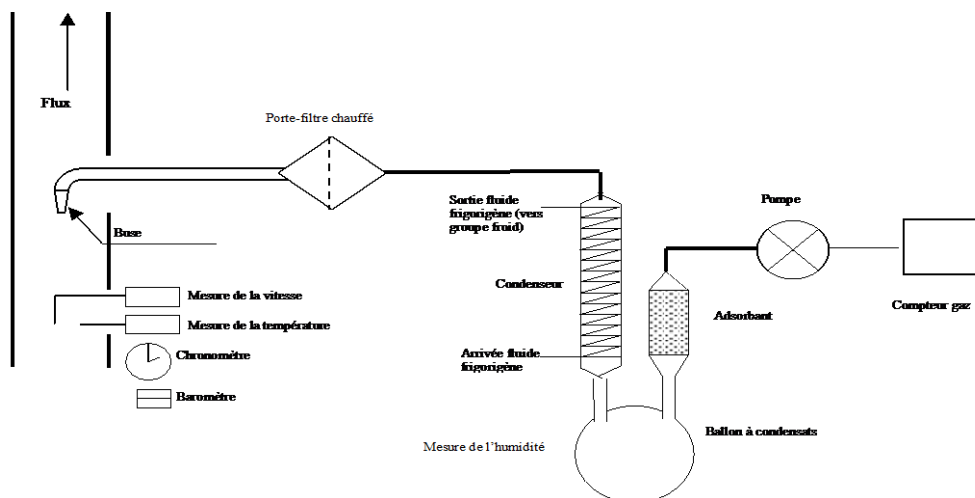 Flux
Porte-filtre chauffé
Buse
Mesure de la vitesse
Mesure de la température
Chronomètre
Baromètre
Sortie fluide
frigorigène (vers
groupe froid)
Condenseur
Arrivée fluide
frigorigène
Mesure de l'humidité
Ballon à condensats
Adsorbant
Pompe
Compteur gaz